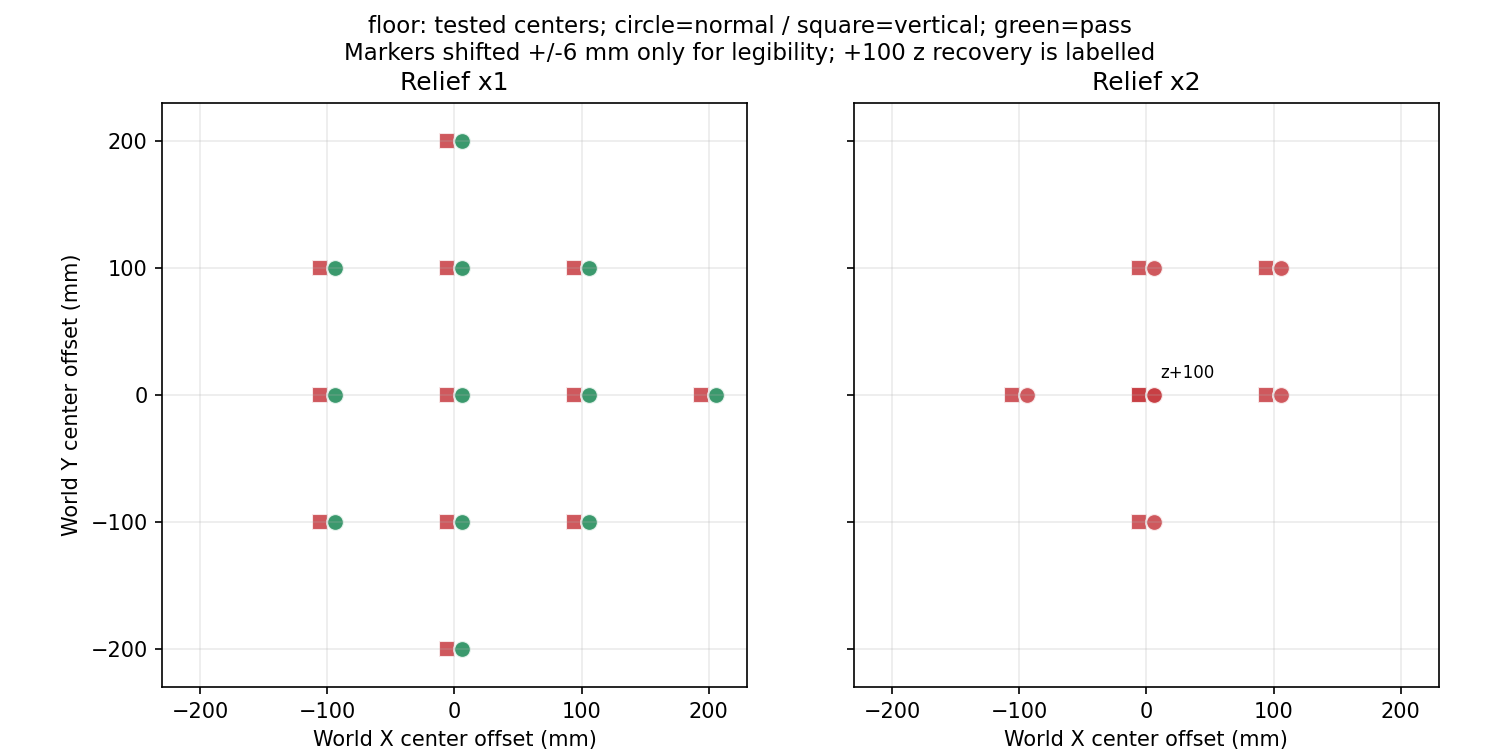 floor: tested centers; circle=normal / square=vertical; green=pass
Markers shifted +/-6 mm only for legibility; +100 z recovery is labelled
Relief x1
Relief x2
200
100
0
−100
−200
World Y center offset (mm)
z+100
−200 −100 0 100 200
−200 −100 0 100 200
World X center offset (mm)
World X center offset (mm)